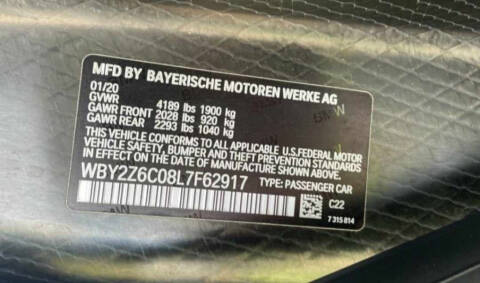 MFD BY BAYERISCHE MOTOREN WERKE AG
01/20
GVWR 4189 lbs 1900 kg
GAWR FRONT 2028 lbs 920 kg
GAWR REAR 2293 lbs 1040 kg
THIS VEHICLE CONFORMS TO ALL APPLICABLE U.S. FEDERAL MOTOR
VEHICLE SAFETY, BUMPER, AND THEFT PREVENTION STANDARDS IN
EFFECT ON THE DATE OF MANUFACTURE SHOWN ABOVE.
WBY2Z6C08L7F62917 TYPE: PASSENGER CAR
C22
7 315 814